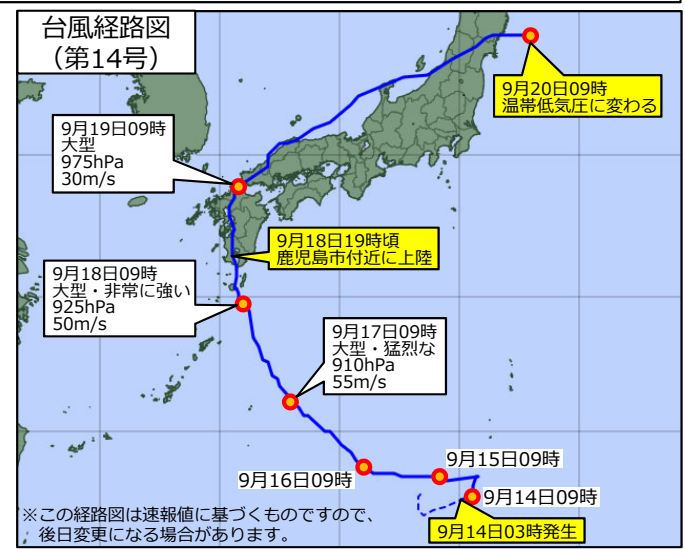 台風経路図
（第14号）
9月20日09時
温帯低気圧に変わる
9月19日09時
大型
975hPa
30m/s
9月18日19時頃
鹿児島市付近に上陸
9月18日09時
大型・非常に強い
925hPa
50m/s
9月17日09時
大型・猛烈な
910hPa
55m/s
9月15日09時
9月16日09時
9月14日09時
9月14日03時発生
※この経路図は速報値に基づくものですので、
後日変更になる場合があります。